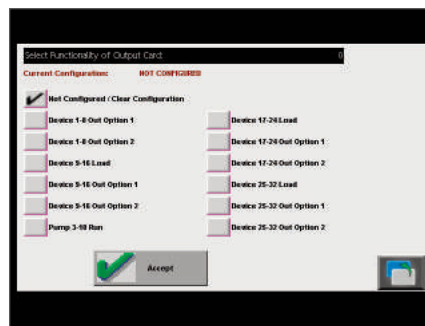 Select Functionality of Output Card: 0
Current Configuration: NOT CONFIGURED
Not Configured / Clear Configuration
Device 1-8 Out Option 1
Device 1-8 Out Option 2
Device 9-16 Load
Device 9-16 Out Option 1
Device 9-16 Out Option 2
Pump 3-10 Run
Device 17-24 Load
Device 17-24 Out Option 1
Device 17-24 Out Option 2
Device 25-32 Load
Device 25-32 Out Option 1
Device 25-32 Out Option 2
Accept